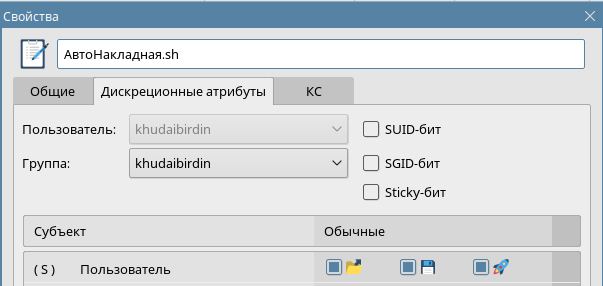 Свойства
АвтоНакладная.sh
Общие Дискреционные атрибуты КС
Пользователь: khudaibirdin SUID-бит
Группа: khudaibirdin SGID-бит
Sticky-бит
Субъект Обычные
(S) Пользователь